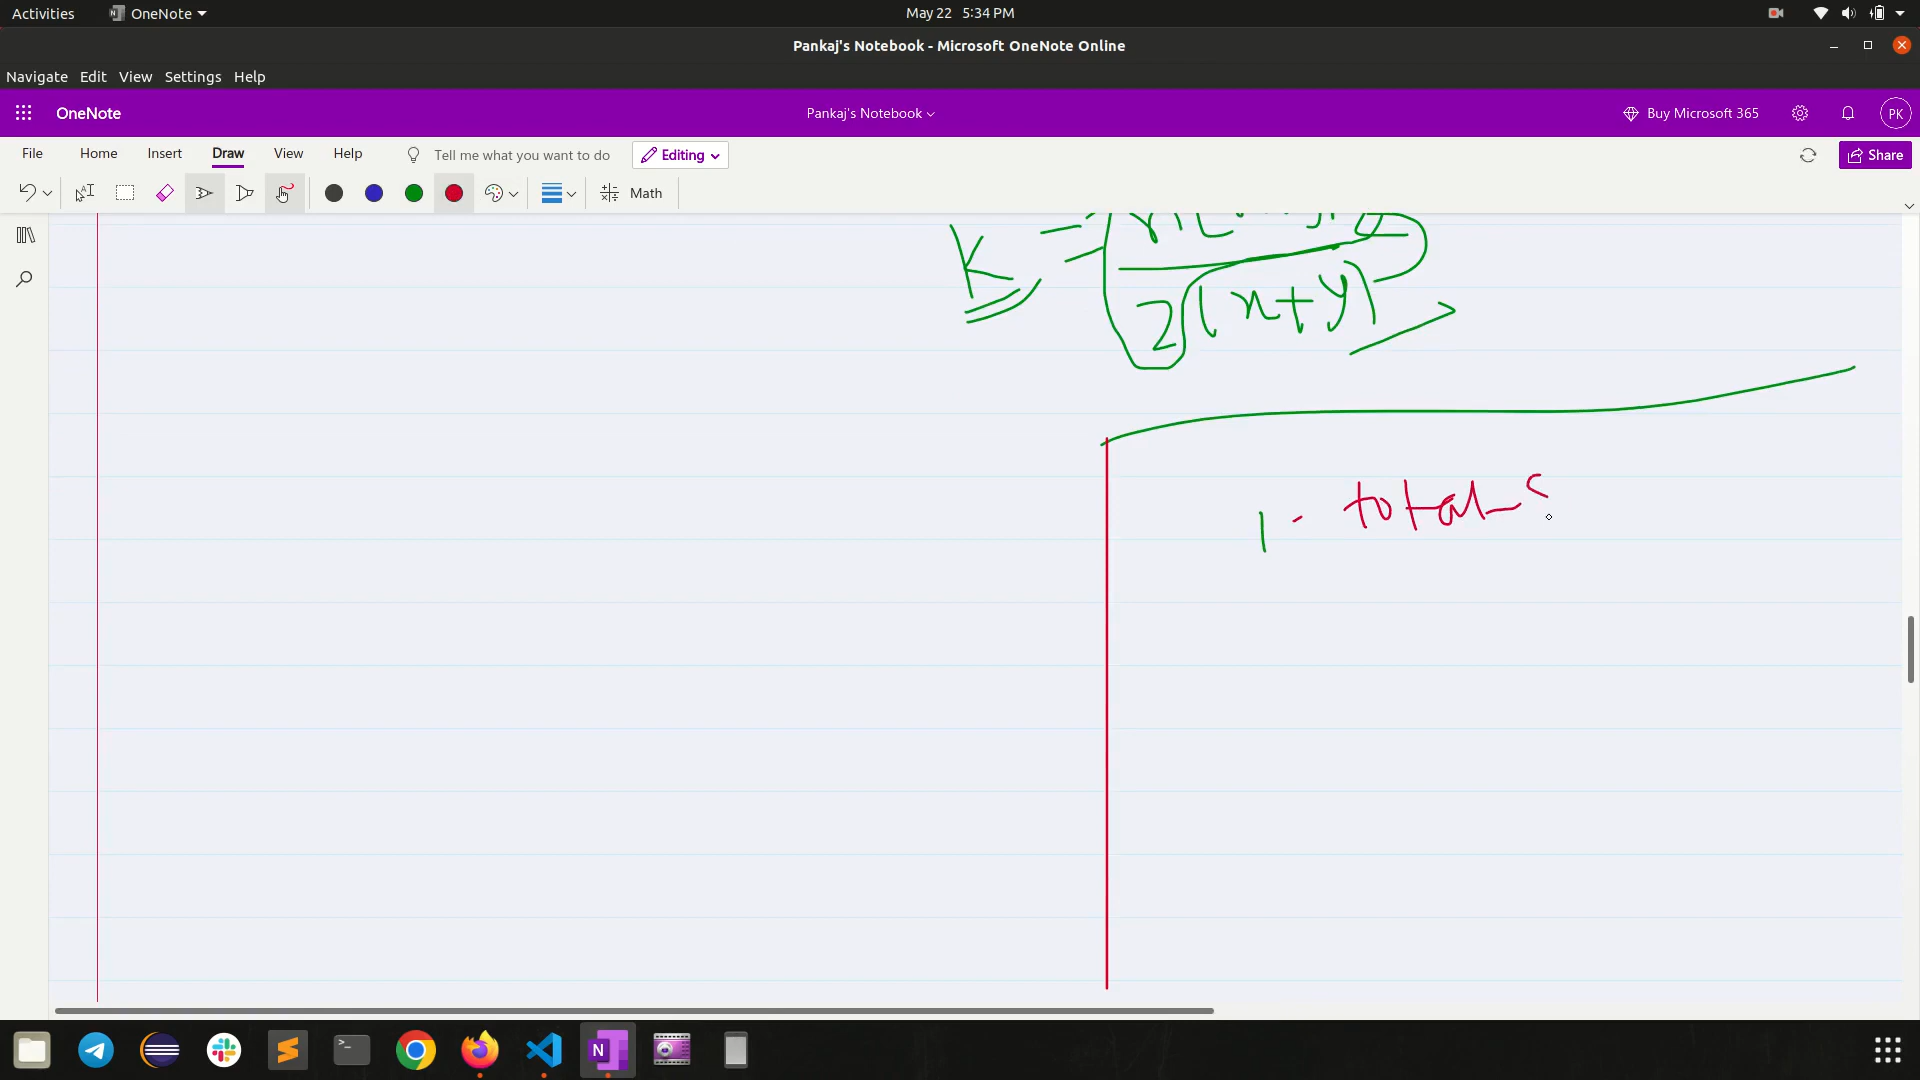 Activities OneNote May 22 5:34 PM
Pankaj's Notebook - Microsoft OneNote Online
Navigate Edit View Settings Help
OneNote Pankaj's Notebook Buy Microsoft 365 PK
File Home Insert Draw View Help Tell me what you want to do Editing Share
Math
K =
2(x+y)
1- total s